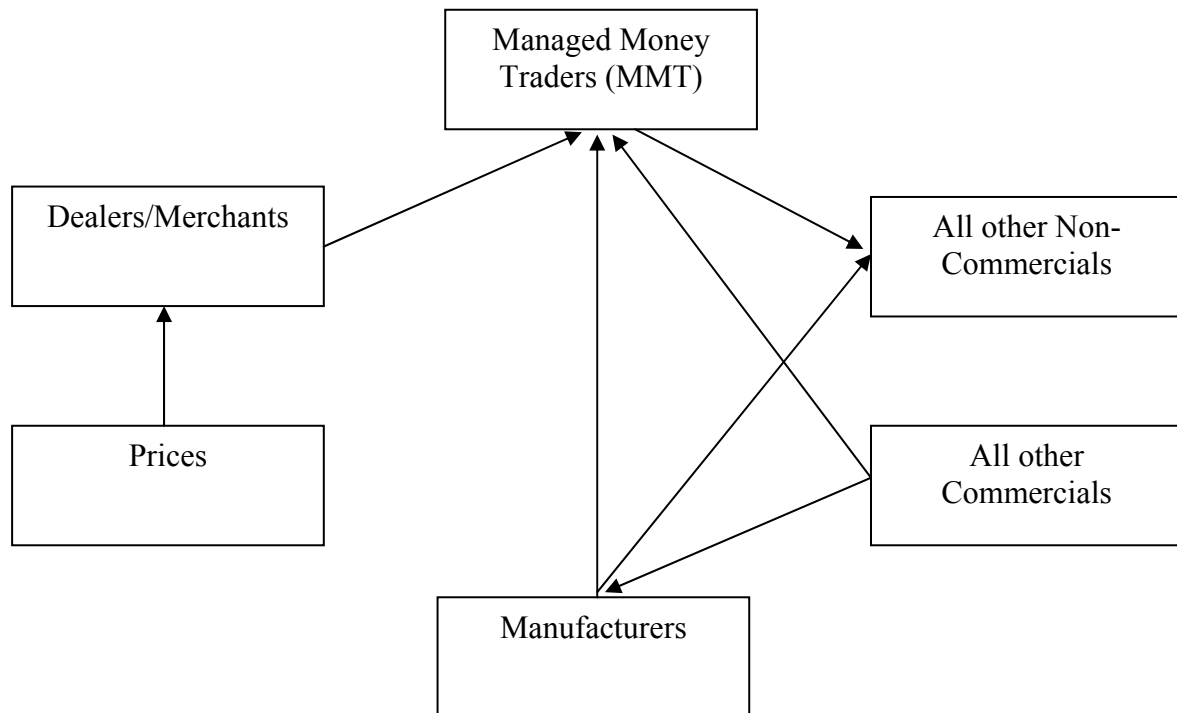 Managed Money
Traders (MMT)
Dealers/Merchants
All other Non-
Commercials
Prices
All other
Commercials
Manufacturers